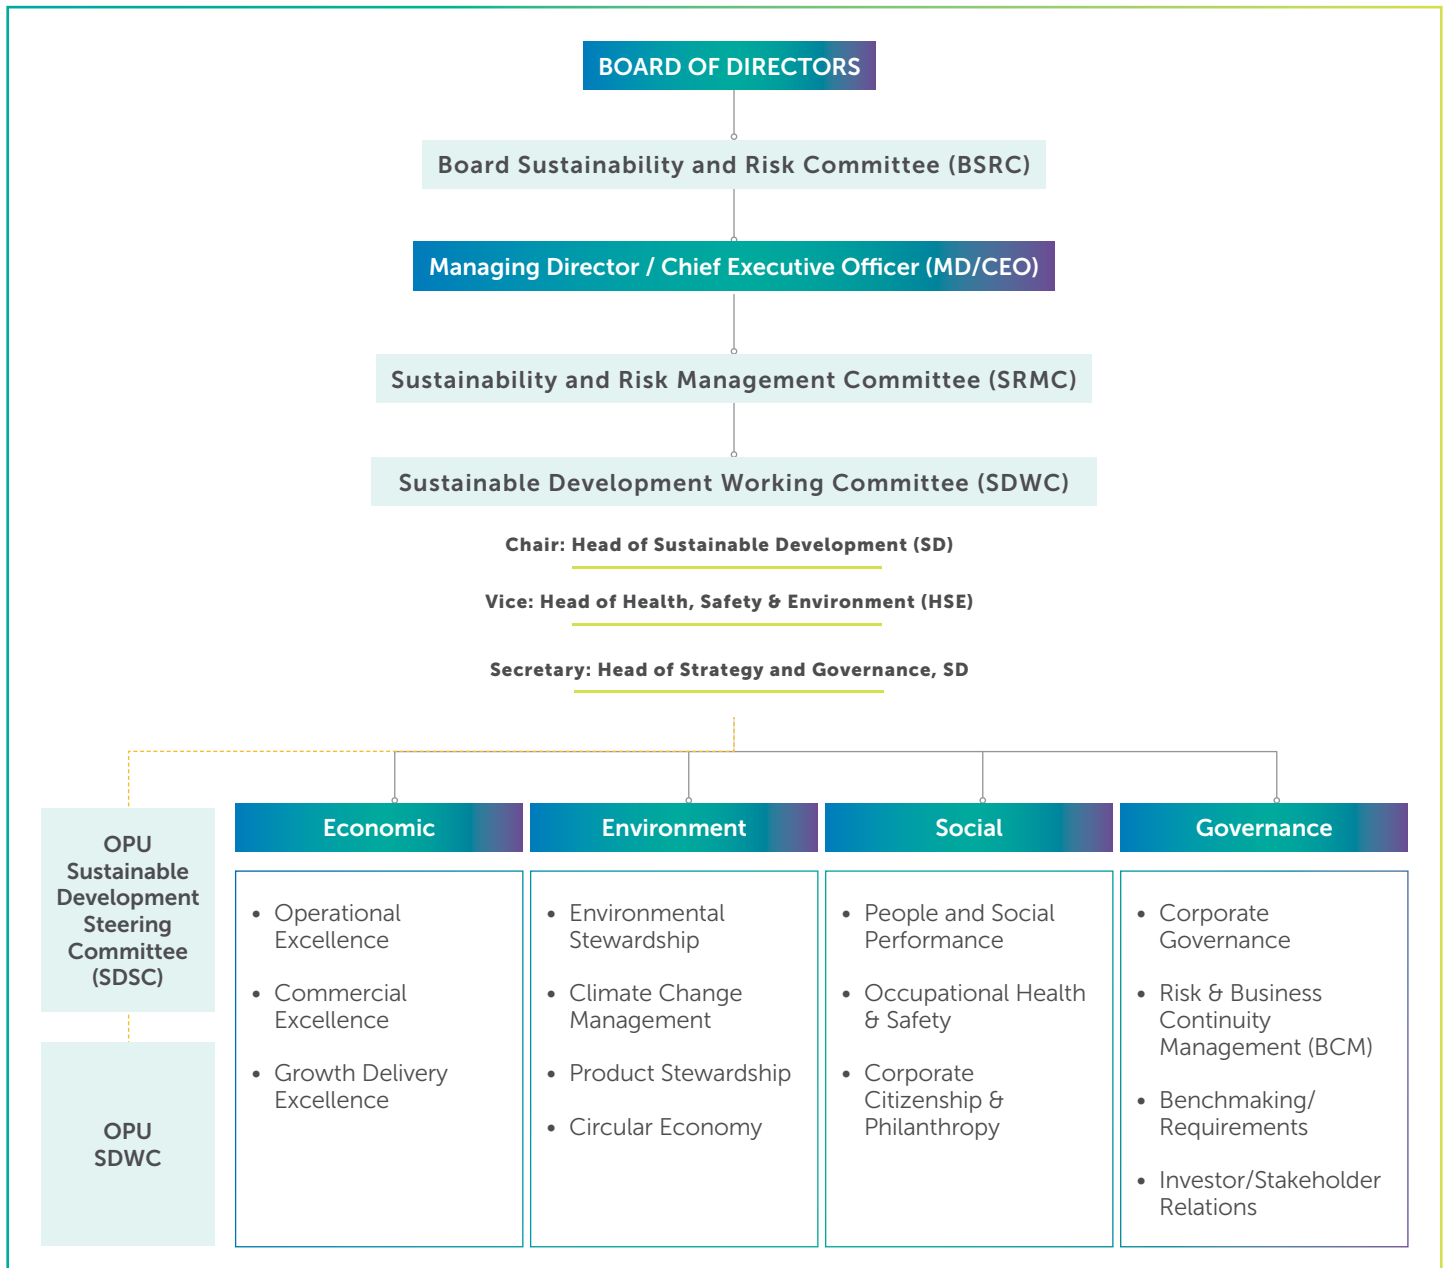 BOARD OF DIRECTORS
Board Sustainability and Risk Committee (BSRC)
Managing Director / Chief Executive Officer (MD/CEO)
Sustainability and Risk Management Committee (SRMC)
Sustainable Development Working Committee (SDWC)
Chair: Head of Sustainable Development (SD)
Vice: Head of Health, Safety & Environment (HSE)
Secretary: Head of Strategy and Governance, SD
OPU
Sustainable
Development
Steering
Committee
(SDSC)
OPU
SDWC
Economic
• Operational
Excellence
• Commercial
Excellence
• Growth Delivery
Excellence
Environment
• Environmental
Stewardship
• Climate Change
Management
• Product Stewardship
• Circular Economy
Social
• People and Social
Performance
• Occupational Health
& Safety
• Corporate
Citizenship &
Philanthropy
Governance
• Corporate
Governance
• Risk & Business
Continuity
Management (BCM)
• Benchmaking/
Requirements
• Investor/Stakeholder
Relations